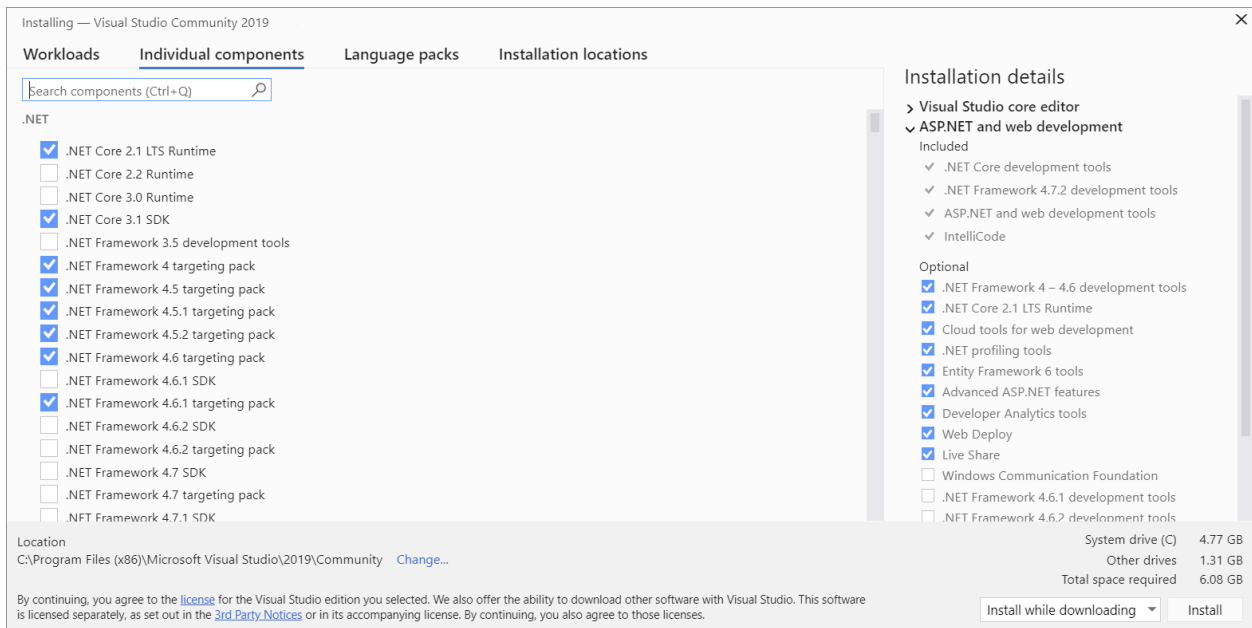 Installing — Visual Studio Community 2019
Workloads
Individual components
Language packs
Installation locations
Search components (Ctrl+Q)
.NET
.NET Core 2.1 LTS Runtime
.NET Core 2.2 Runtime
.NET Core 3.0 Runtime
.NET Core 3.1 SDK
.NET Framework 3.5 development tools
.NET Framework 4 targeting pack
.NET Framework 4.5 targeting pack
.NET Framework 4.5.1 targeting pack
.NET Framework 4.5.2 targeting pack
.NET Framework 4.6 targeting pack
.NET Framework 4.6.1 SDK
.NET Framework 4.6.1 targeting pack
.NET Framework 4.6.2 SDK
.NET Framework 4.6.2 targeting pack
.NET Framework 4.7 SDK
.NET Framework 4.7 targeting pack
.NET Framework 4.7.1 SDK
Installation details
Visual Studio core editor
ASP.NET and web development
Included
.NET Core development tools
.NET Framework 4.7.2 development tools
ASP.NET and web development tools
IntelliCode
Optional
.NET Framework 4 – 4.6 development tools
.NET Core 2.1 LTS Runtime
Cloud tools for web development
.NET profiling tools
Entity Framework 6 tools
Advanced ASP.NET features
Developer Analytics tools
Web Deploy
Live Share
Windows Communication Foundation
.NET Framework 4.6.1 development tools
.NET Framework 4.6.2 development tools
Location
C:\Program Files (x86)\Microsoft Visual Studio\2019\Community Change...
System drive (C) 4.77 GB
Other drives 1.31 GB
Total space required 6.08 GB
By continuing, you agree to the license for the Visual Studio edition you selected. We also offer the ability to download other software with Visual Studio. This software
is licensed separately, as set out in the 3rd Party Notices or in its accompanying license. By continuing, you also agree to those licenses.
Install while downloading
Install